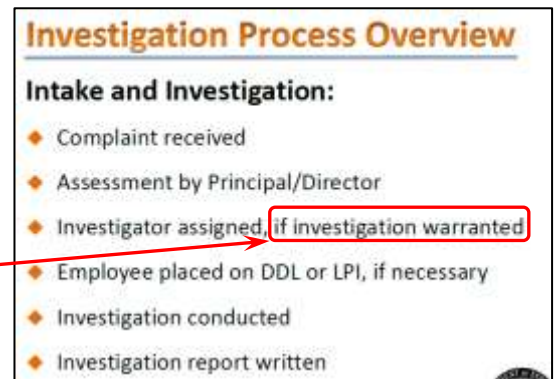 Investigation Process Overview
Intake and Investigation:
◆ Complaint received
◆ Assessment by Principal/Director
◆ Investigator assigned, if investigation warranted
◆ Employee placed on DDL or LPI, if necessary
◆ Investigation conducted
◆ Investigation report written